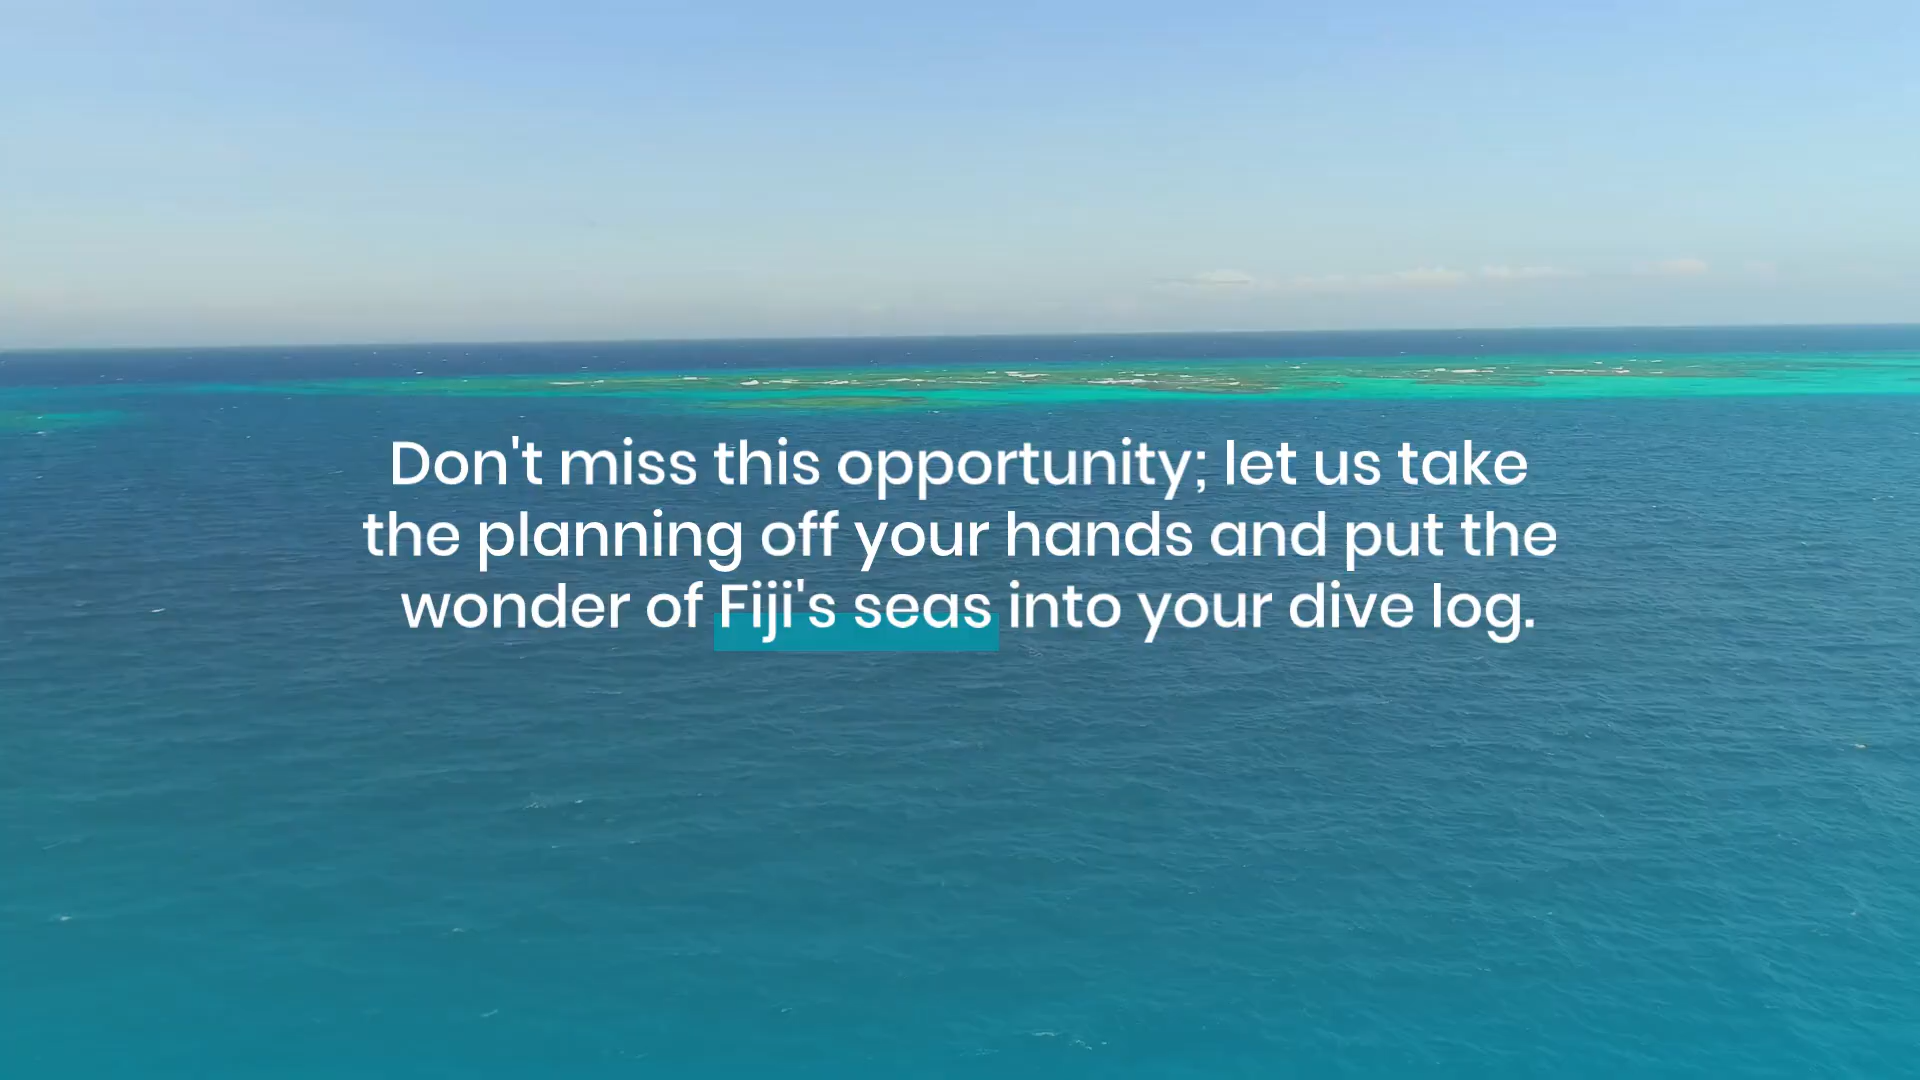 Don't miss this opportunity; let us take
the planning off your hands and put the
wonder of Fiji's seas into your dive log.